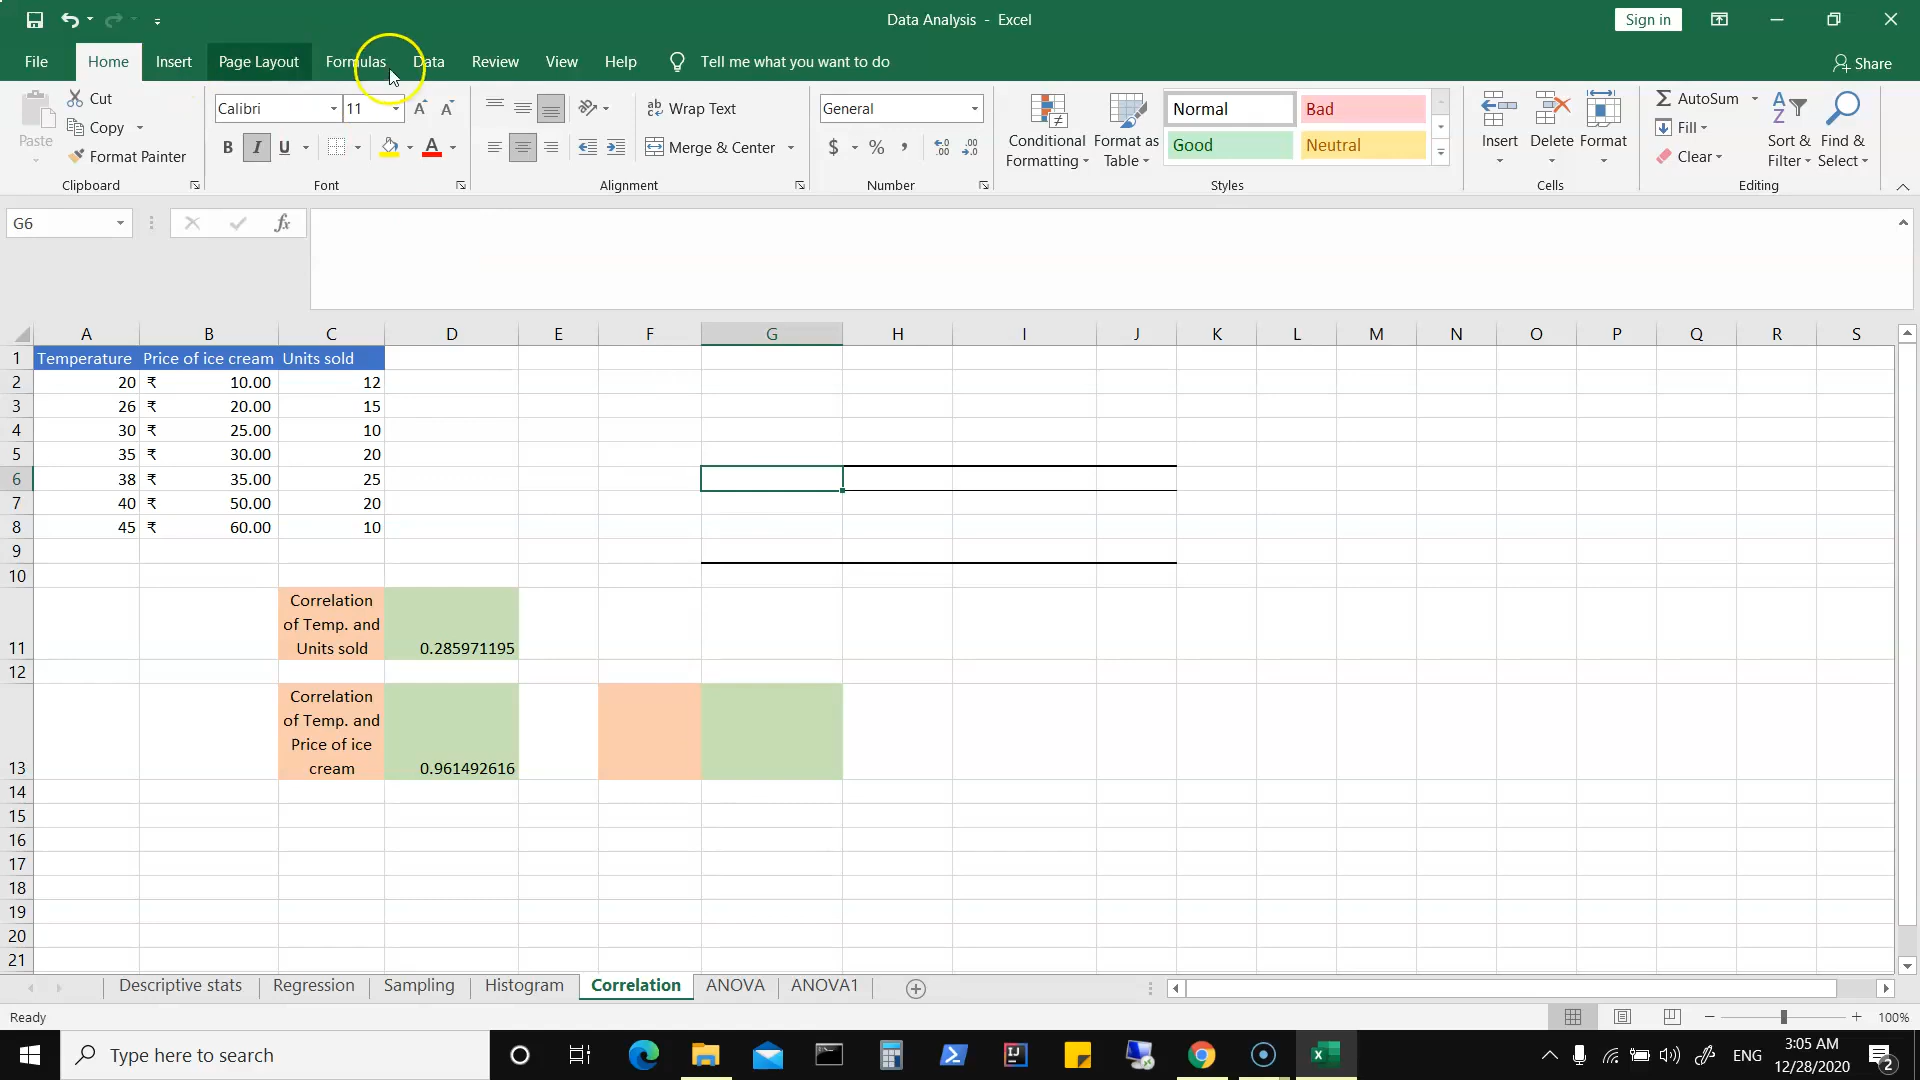 Data Analysis - Excel
Sign in
File Home Insert Page Layout Formulas Data Review View Help Tell me what you want to do Share
Paste
Cut
Copy
Format Painter
Clipboard
Calibri 11
B I U A
Font
Wrap Text
Merge & Center
Alignment
General
$ % ,
Number
Conditional Formatting
Format as Table
Normal Bad
Good Neutral
Styles
Insert Delete Format
Cells
AutoSum
Fill
Clear
Sort & Filter
Find & Select
Editing
G6
fx
A B C D E F G H I J K L M N O P Q R S
1 Temperature Price of ice cream Units sold
2 20 ₹ 10.00 12
3 26 ₹ 20.00 15
4 30 ₹ 25.00 10
5 35 ₹ 30.00 20
6 38 ₹ 35.00 25
7 40 ₹ 50.00 20
8 45 ₹ 60.00 10
9
10
Correlation
of Temp. and
11 Units sold 0.285971195
12
Correlation
of Temp. and
Price of ice
13 cream 0.961492616
14
15
16
17
18
19
20
21
Descriptive stats Regression Sampling Histogram Correlation ANOVA ANOVA1
Ready
100%
Type here to search
ENG
3:05 AM
12/28/2020
2